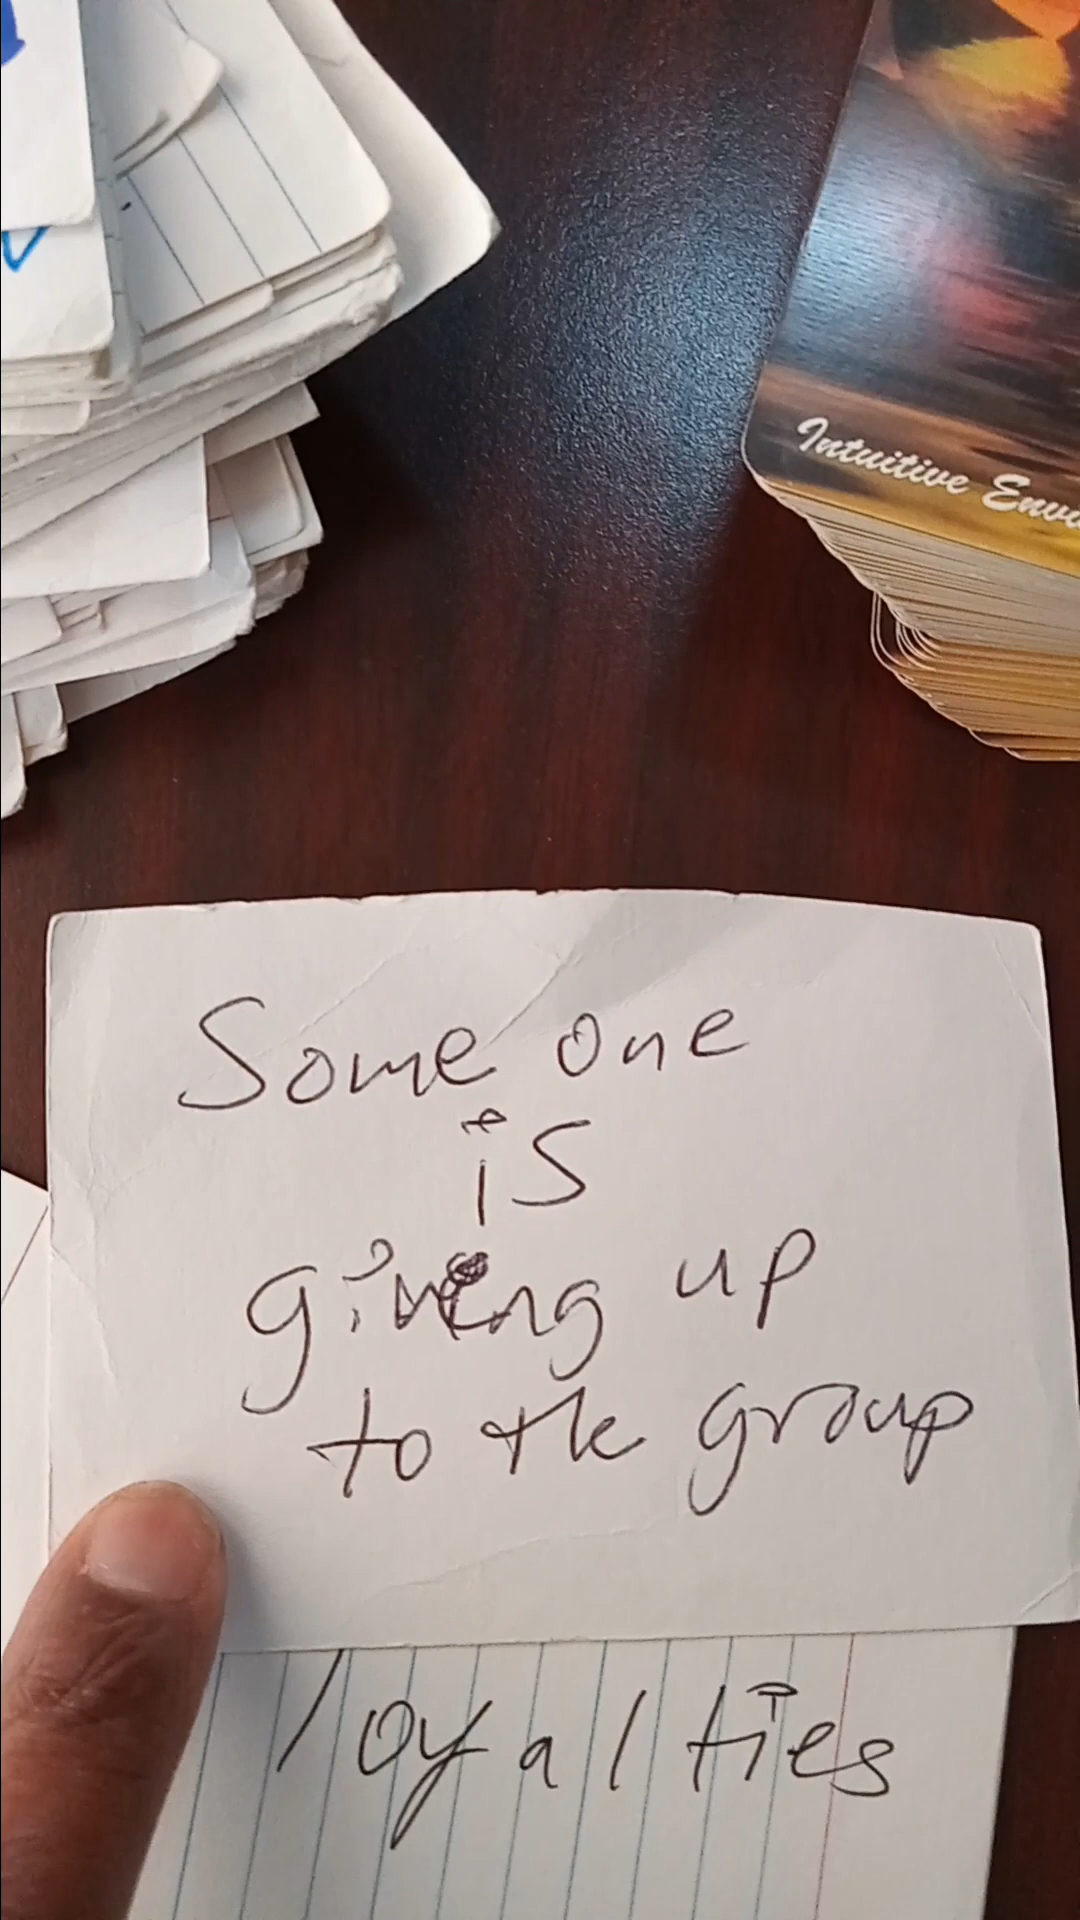 Intuitive
Some one
is
giving up
to the group
loyalties